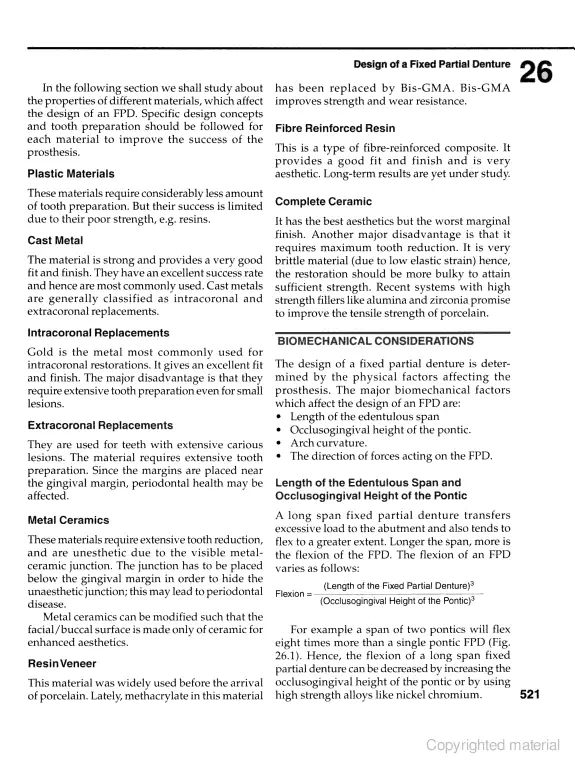 Design of a Fixed Partial Denture
26
In the following section we shall study about
the properties of different materials, which affect
the design of an FPD. Specific design concepts
and tooth preparation should be followed for
each material to improve the success of the
prosthesis.
Plastic Materials
These materials require considerably less amount
of tooth preparation. But their success is limited
due to their poor strength, e.g. resins.
Cast Metal
The material is strong and provides a very good
fit and finish. They have an excellent success rate
and hence are most commonly used. Cast metals
are generally classified as intracoronal and
extracoronal replacements.
Intracoronal Replacements
Gold is the metal most commonly used for
intracoronal restorations. It gives an excellent fit
and finish. The major disadvantage is that they
require extensive tooth preparation even for small
lesions.
Extracoronal Replacements
They are used for teeth with extensive carious
lesions. The material requires extensive tooth
preparation. Since the margins are placed near
the gingival margin, periodontal health may be
affected.
Metal Ceramics
These materials require extensive tooth reduction,
and are unesthetic due to the visible metal-
ceramic junction. The junction has to be placed
below the gingival margin in order to hide the
unaesthetic junction; this may lead to periodontal
disease.
Metal ceramics can be modified such that the
facial/buccal surface is made only of ceramic for
enhanced aesthetics.
Resin Veneer
This material was widely used before the arrival
of porcelain. Lately, methacrylate in this material
has been replaced by Bis-GMA. Bis-GMA
improves strength and wear resistance.
Fibre Reinforced Resin
This is a type of fibre-reinforced composite. It
provides a good fit and finish and is very
aesthetic. Long-term results are yet under study.
Complete Ceramic
It has the best aesthetics but the worst marginal
finish. Another major disadvantage is that it
requires maximum tooth reduction. It is very
brittle material (due to low elastic strain) hence,
the restoration should be more bulky to attain
sufficient strength. Recent systems with high
strength fillers like alumina and zirconia promise
to improve the tensile strength of porcelain.
BIOMECHANICAL CONSIDERATIONS
The design of a fixed partial denture is deter-
mined by the physical factors affecting the
prosthesis. The major biomechanical factors
which affect the design of an FPD are:
• Length of the edentulous span
• Occlusogingival height of the pontic.
• Arch curvature.
• The direction of forces acting on the FPD.
Length of the Edentulous Span and
Occlusogingival Height of the Pontic
A long span fixed partial denture transfers
excessive load to the abutment and also tends to
flex to a greater extent. Longer the span, more is
the flexion of the FPD. The flexion of an FPD
varies as follows:
(Length of the Fixed Partial Denture)³
Flexion =
(Occlusogingival Height of the Pontic)³
For example a span of two pontics will flex
eight times more than a single pontic FPD (Fig.
26.1). Hence, the flexion of a long span fixed
partial denture can be decreased by increasing the
occlusogingival height of the pontic or by using
high strength alloys like nickel chromium.
521
Copyrighted material